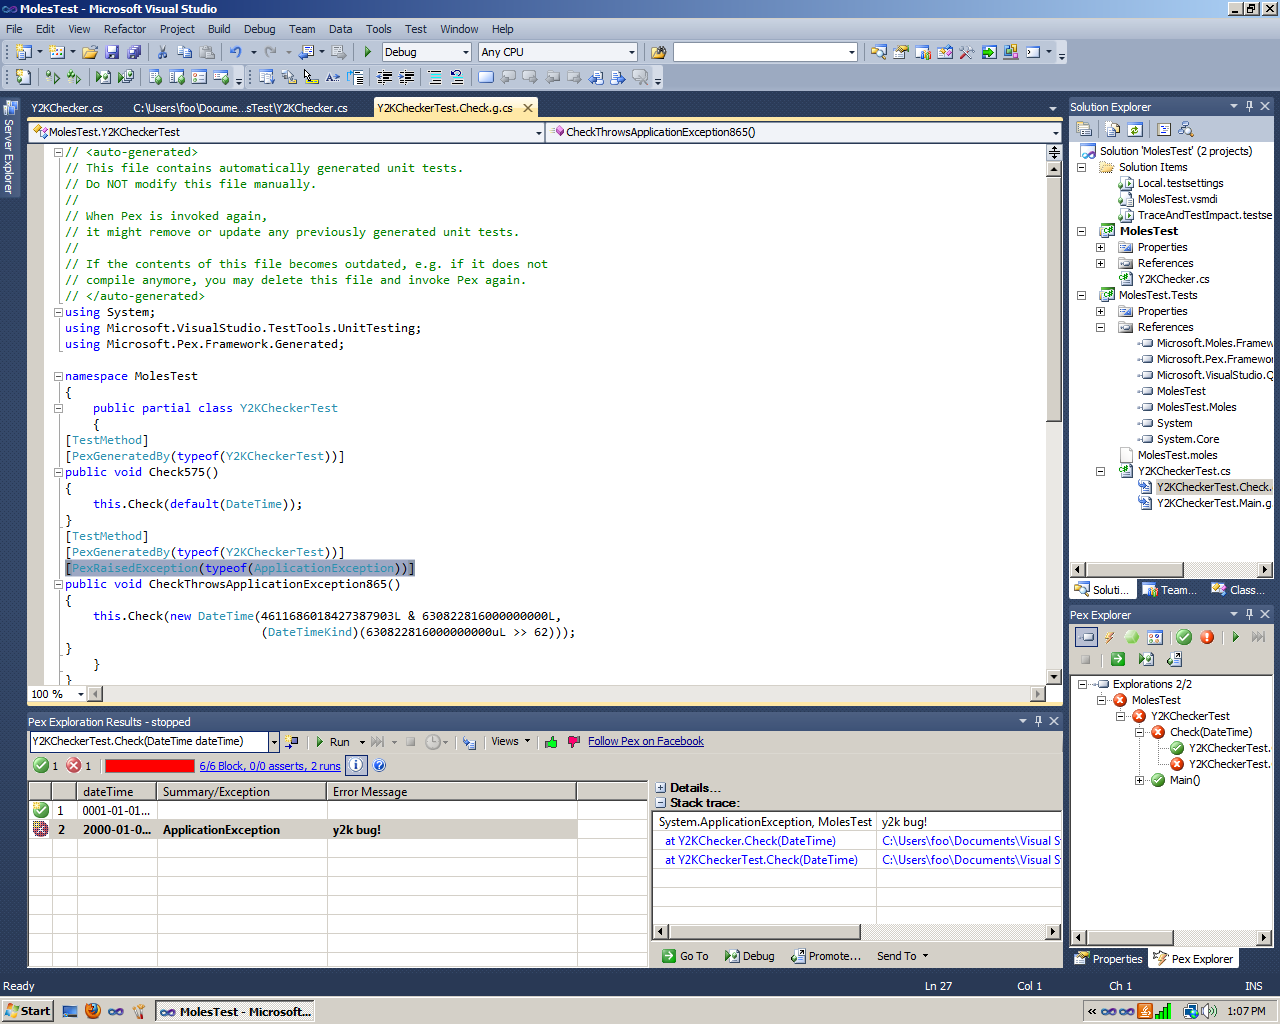 MolesTest - Microsoft Visual Studio
File Edit View Refactor Project Build Debug Team Data Tools Test Window Help
Debug Any CPU
Server Explorer
Y2KChecker.cs C:\Users\foo\Docume...sTest\Y2KChecker.cs Y2KCheckerTest.Check.g.cs
MolesTest.Y2KCheckerTest CheckThrowsApplicationException865()
// <auto-generated>
// This file contains automatically generated unit tests.
// Do NOT modify this file manually.
//
// When Pex is invoked again,
// it might remove or update any previously generated unit tests.
//
// If the contents of this file becomes outdated, e.g. if it does not
// compile anymore, you may delete this file and invoke Pex again.
// </auto-generated>
using System;
using Microsoft.VisualStudio.TestTools.UnitTesting;
using Microsoft.Pex.Framework.Generated;
namespace MolesTest
{
public partial class Y2KCheckerTest
{
[TestMethod]
[PexGeneratedBy(typeof(Y2KCheckerTest))]
public void Check575()
{
this.Check(default(DateTime));
}
[TestMethod]
[PexGeneratedBy(typeof(Y2KCheckerTest))]
[PexRaisedException(typeof(ApplicationException))]
public void CheckThrowsApplicationException865()
{
this.Check(new DateTime(4611686018427387903L & 630822816000000000L,
(DateTimeKind)(630822816000000000uL >> 62)));
}
}
}
100 %
Solution Explorer
Solution 'MolesTest' (2 projects)
Solution Items
Local.testsettings
MolesTest.vsmdi
TraceAndTestImpact.testse
MolesTest
Properties
References
Y2KChecker.cs
MolesTest.Tests
Properties
References
Microsoft.Moles.Framew
Microsoft.Pex.Framewor
Microsoft.VisualStudio.Q
MolesTest
MolesTest.Moles
System
System.Core
MolesTest.moles
Y2KCheckerTest.cs
Y2KCheckerTest.Check.
Y2KCheckerTest.Main.g
Soluti... Team... Class...
Pex Explorer
Explorations 2/2
MolesTest
Y2KCheckerTest
Check(DateTime)
Y2KCheckerTest.
Y2KCheckerTest.
Main()
Properties Pex Explorer
Pex Exploration Results - stopped
Y2KCheckerTest.Check(DateTime dateTime) Run Views Follow Pex on Facebook
1 1 6/6 Block, 0/0 asserts, 2 runs
dateTime Summary/Exception Error Message
1 0001-01-01...
2 2000-01-0... ApplicationException y2k bug!
Details...
Stack trace:
System.ApplicationException, MolesTest y2k bug!
at Y2KChecker.Check(DateTime) C:\Users\foo\Documents\Visual S
at Y2KCheckerTest.Check(DateTime) C:\Users\foo\Documents\Visual S
Go To Debug Promote... Send To
Ready Ln 27 Col 1 Ch 1 INS
Start MolesTest - Microsoft... 1:07 PM